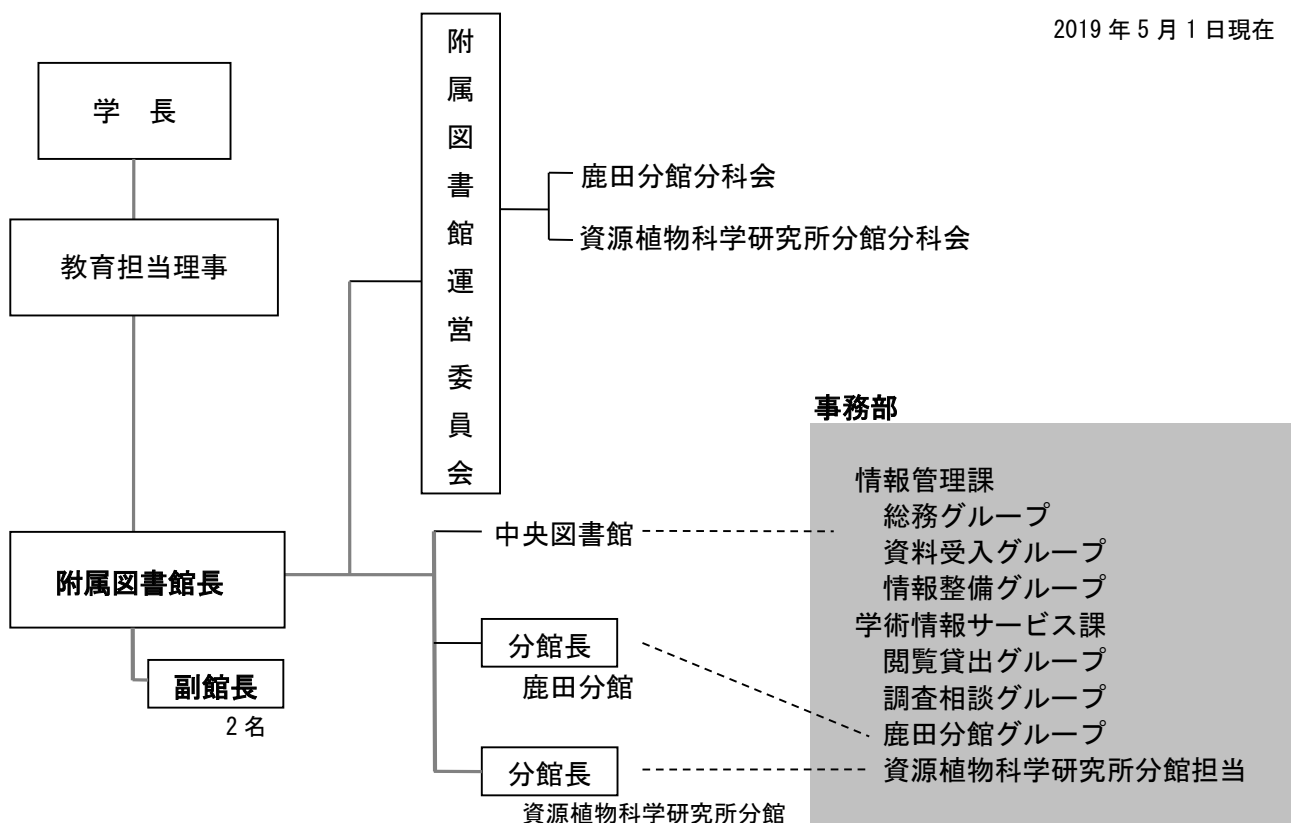 2019年5月1日現在
学 長
教育担当理事
附属図書館長
副館長
2名
附属図書館運営委員会
鹿田分館分科会
資源植物科学研究所分館分科会
中央図書館
分館長
鹿田分館
分館長
資源植物科学研究所分館
事務部
情報管理課
総務グループ
資料受入グループ
情報整備グループ
学術情報サービス課
閲覧貸出グループ
調査相談グループ
鹿田分館グループ
資源植物科学研究所分館担当